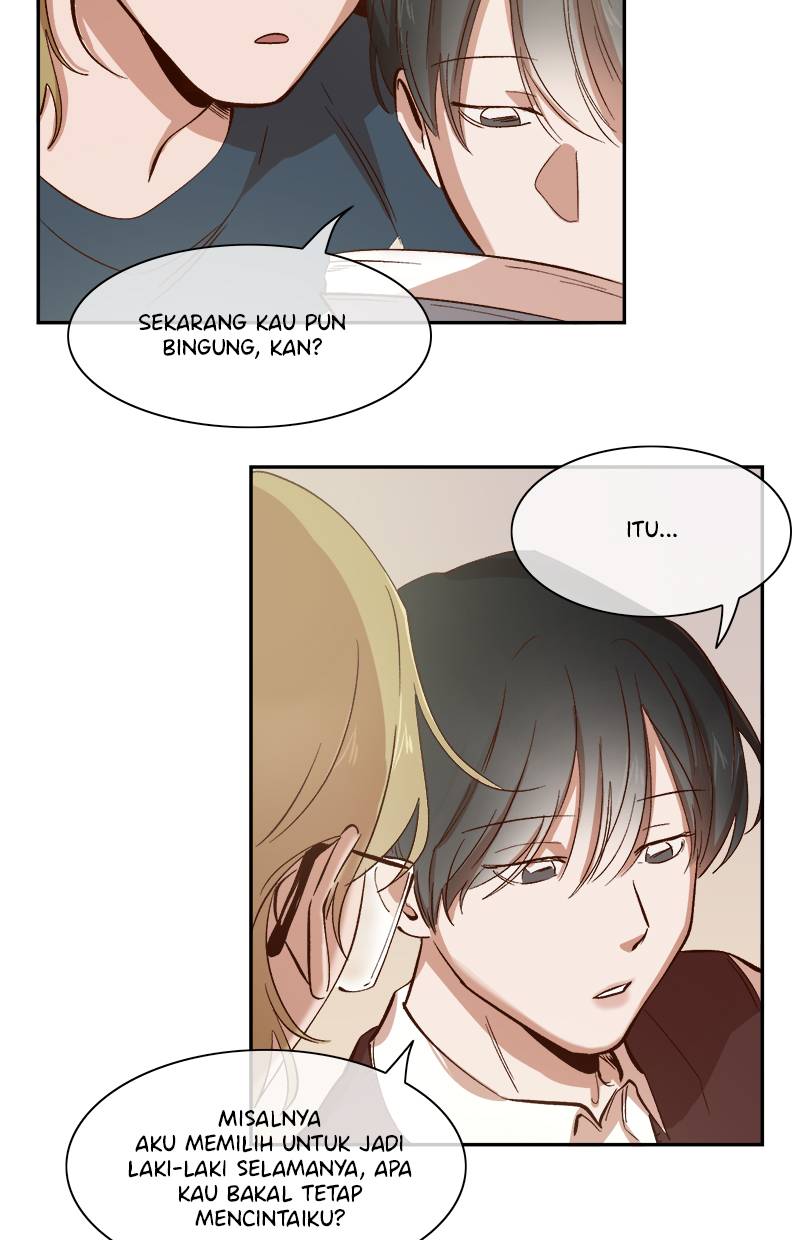 SEKARANG KAU PUN
BINGUNG, KAN?
ITU...
MISALNYA
AKU MEMILIH UNTUK JADI
LAKI-LAKI SELAMANYA, APA
KAU BAKAL TETAP
MENCINTAIKU?